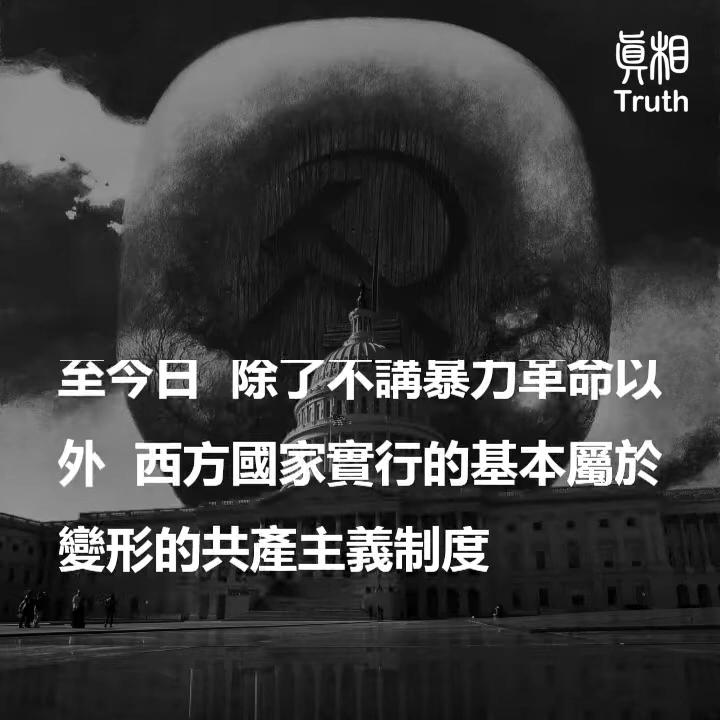 眞相
Truth
至今日 除了不講暴力革命以
外 西方國家實行的基本屬於
變形的共產主義制度